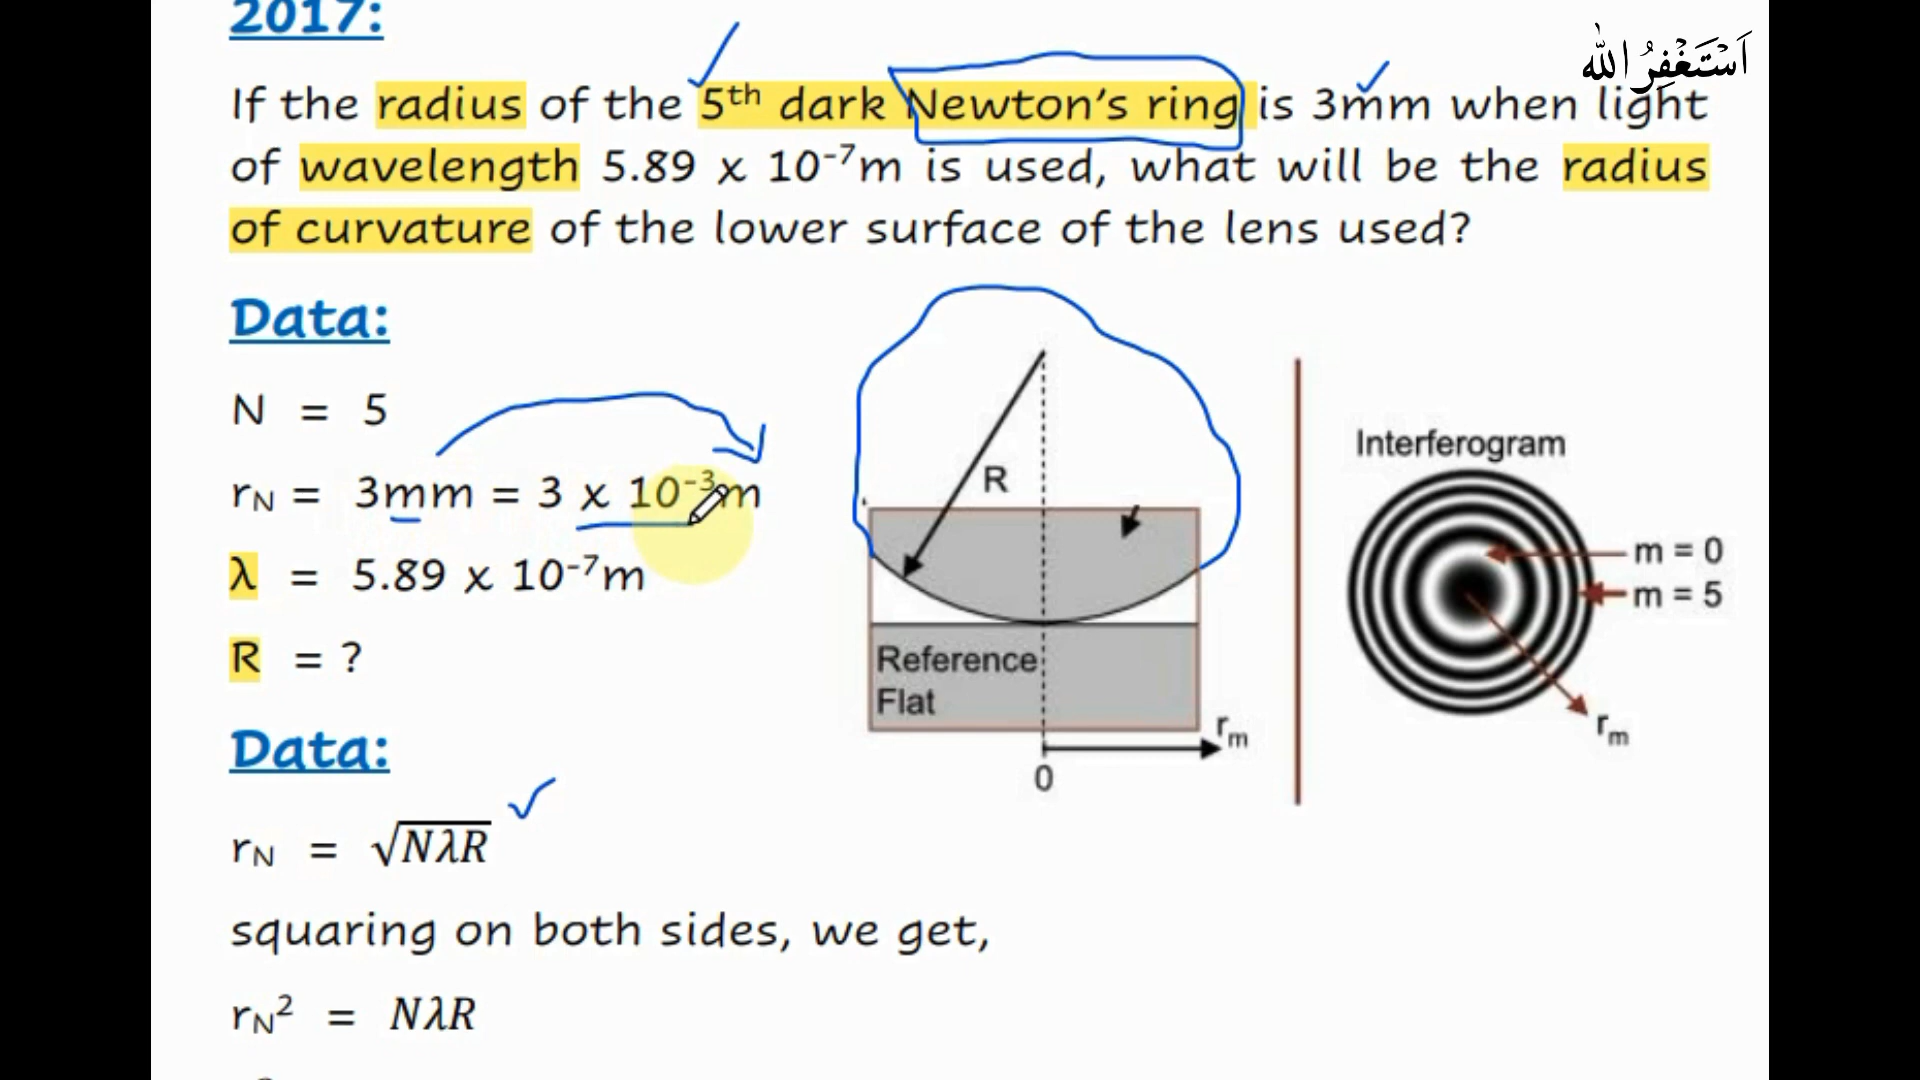 2017:
اَسْتَغْفِرُ اللّٰه
If the radius of the 5th dark Newton's ring is 3mm when light
of wavelength 5.89 x 10⁻⁷m is used, what will be the radius
of curvature of the lower surface of the lens used?
Data:
N = 5
rN = 3mm = 3 x 10⁻³m
λ = 5.89 x 10⁻⁷m
R = ?
R
Reference
Flat
rm
0
Interferogram
m = 0
m = 5
rm
Data:
rN = √NλR
squaring on both sides, we get,
rN² = NλR